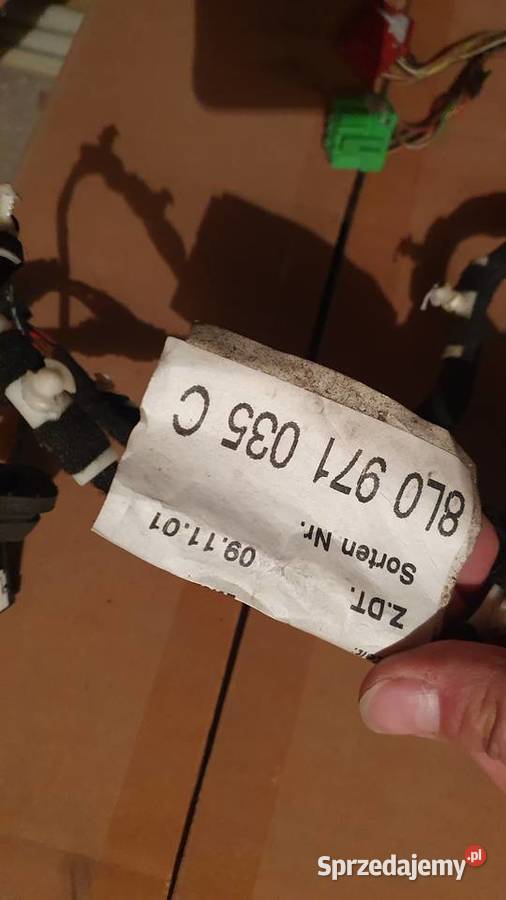 Z.DT. 09.11.01
Sorten Nr.
8L0 971 035 C
Sprzedajemy.pl